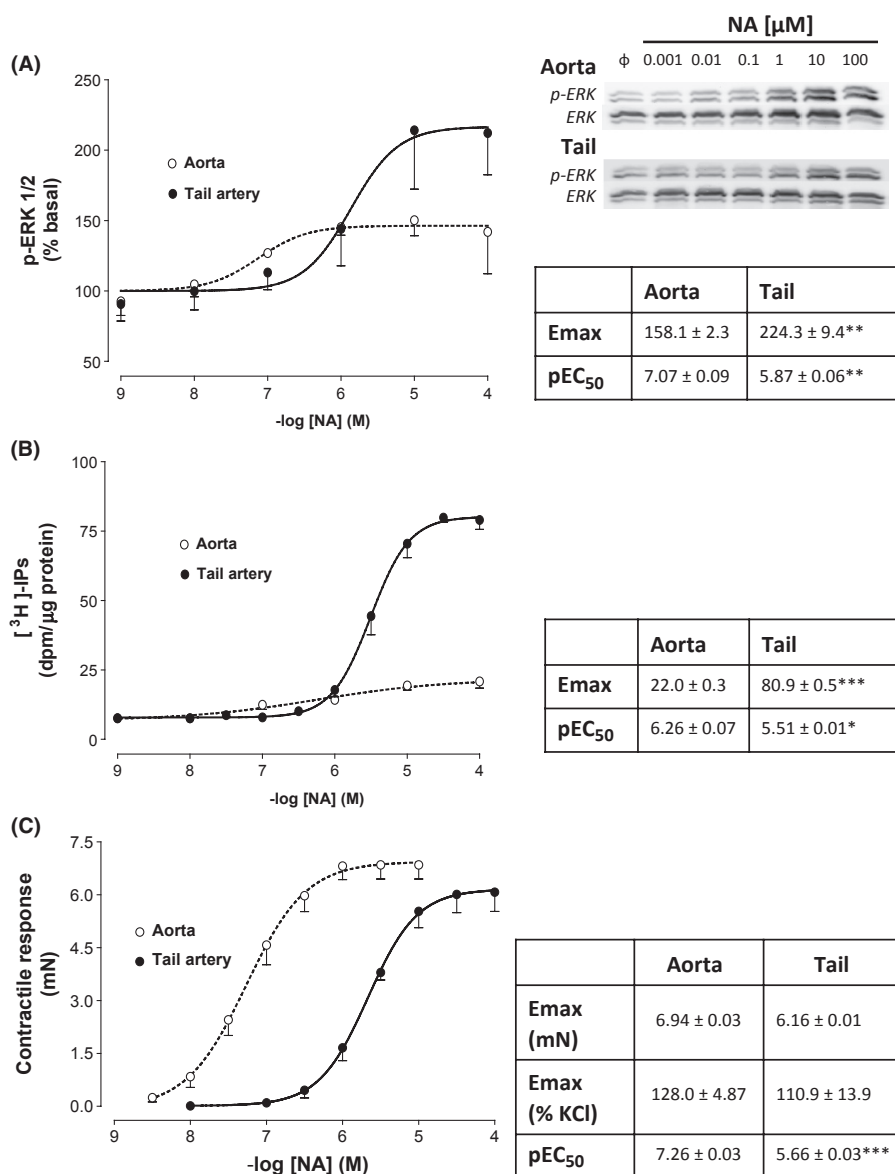 (A)
p-ERK 1/2
(% basal)
250
200
150
100
50
Aorta
Tail artery
9 8 7 6 5 4
-log [NA] (M)
NA [µM]
Aorta
ϕ 0.001 0.01 0.1 1 10 100
p-ERK
ERK
Tail
p-ERK
ERK
Aorta Tail
Emax 158.1 ± 2.3 224.3 ± 9.4**
pEC50 7.07 ± 0.09 5.87 ± 0.06**
(B)
[ 3H ]-IPs
(dpm/µg protein)
100
75
50
25
0
Aorta
Tail artery
9 8 7 6 5 4
-log [NA] (M)
Aorta Tail
Emax 22.0 ± 0.3 80.9 ± 0.5***
pEC50 6.26 ± 0.07 5.51 ± 0.01*
(C)
Contractile response
(mN)
7.5
6.0
4.5
3.0
1.5
0.0
Aorta
Tail artery
9 8 7 6 5 4
-log [NA] (M)
Aorta Tail
Emax
(mN) 6.94 ± 0.03 6.16 ± 0.01
Emax
(% KCl) 128.0 ± 4.87 110.9 ± 13.9
pEC50 7.26 ± 0.03 5.66 ± 0.03***